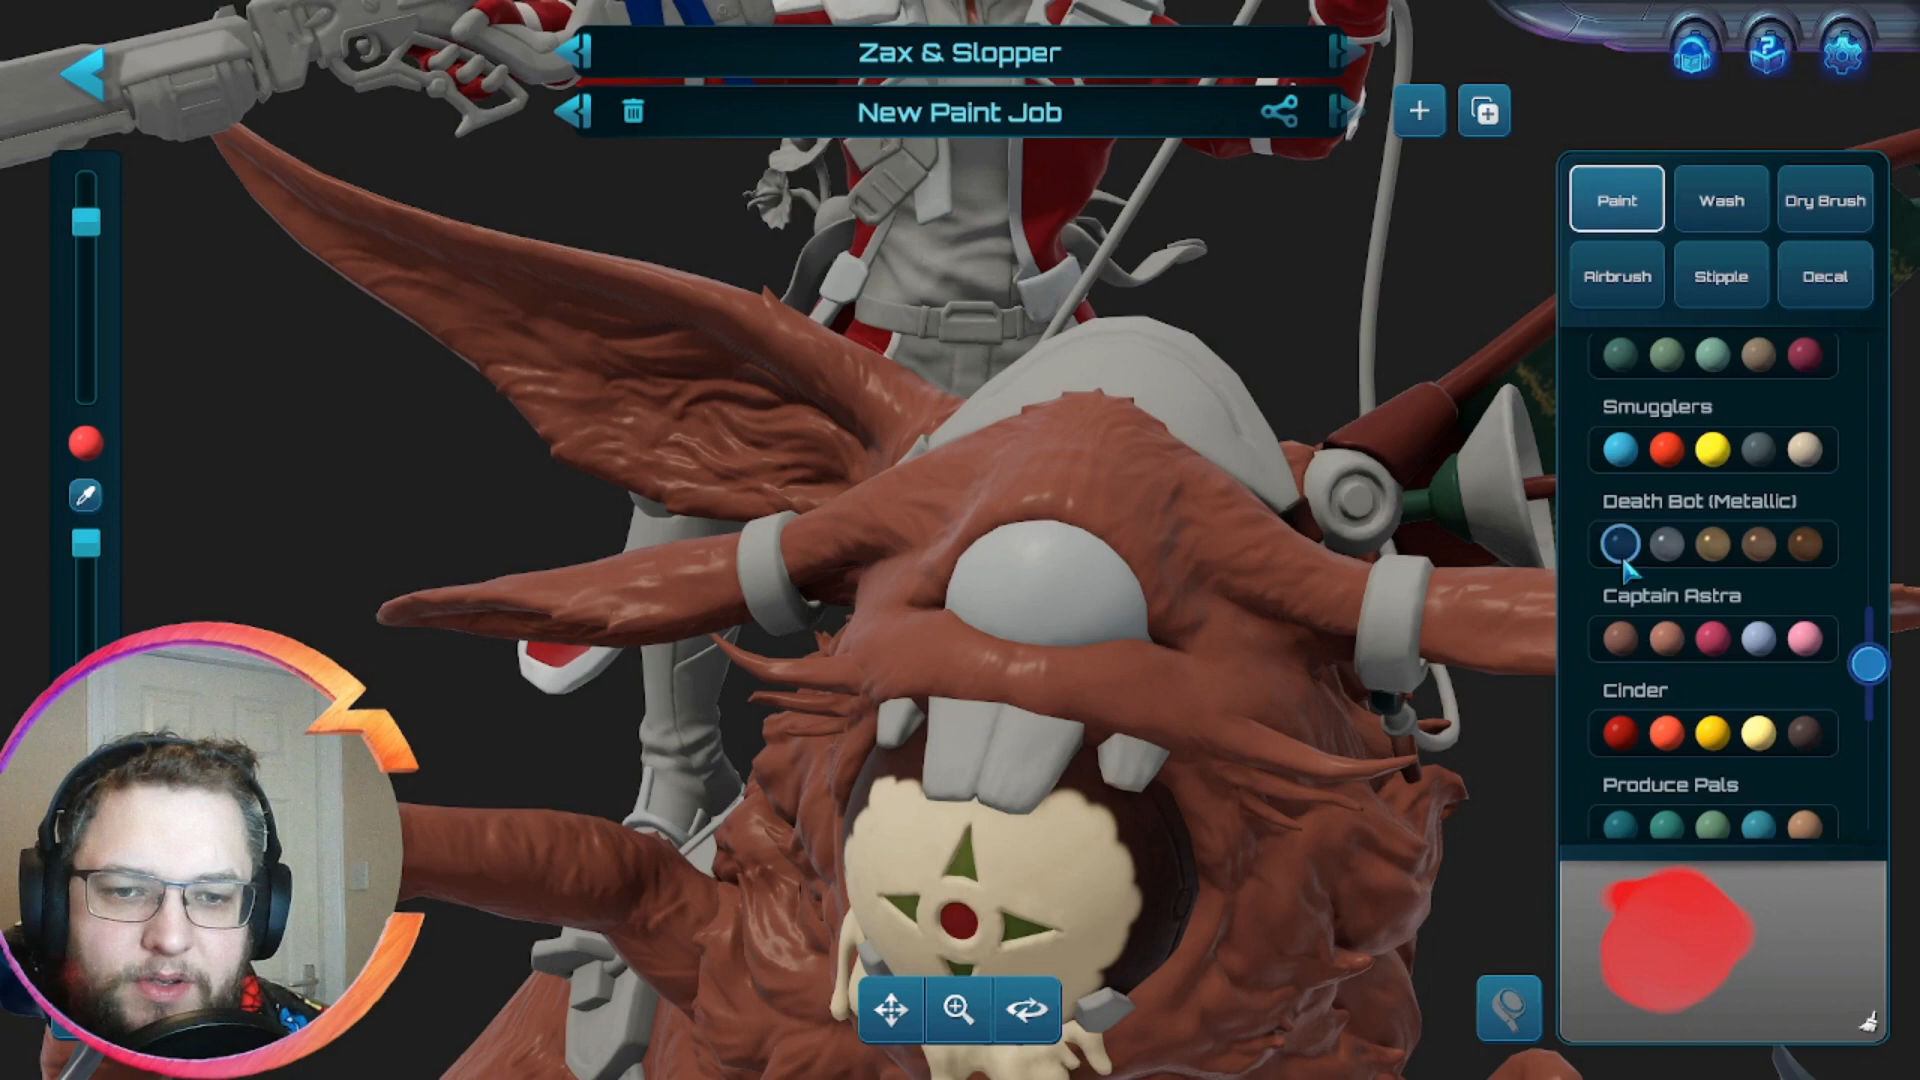 Zax & Slopper
New Paint Job
Paint
Wash
Dry Brush
Airbrush
Stipple
Decal
Smugglers
Death Bot (Metallic)
Captain Astra
Cinder
Produce Pals